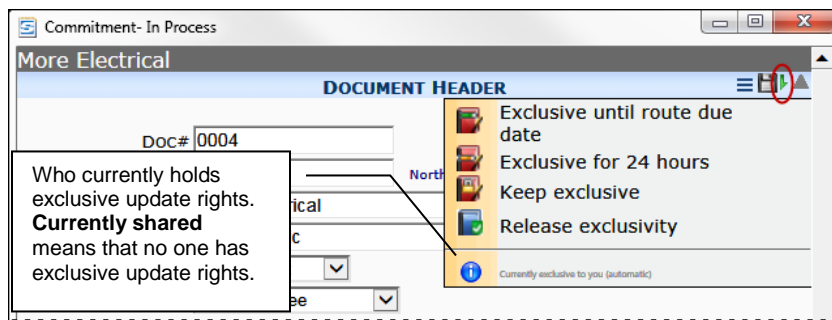 Commitment- In Process
More Electrical
DOCUMENT HEADER
Doc# 0004
North
rical
c
ee
Who currently holds
exclusive update rights.
Currently shared
means that no one has
exclusive update rights.
Exclusive until route due
date
Exclusive for 24 hours
Keep exclusive
Release exclusivity
Currently exclusive to you (automatic)